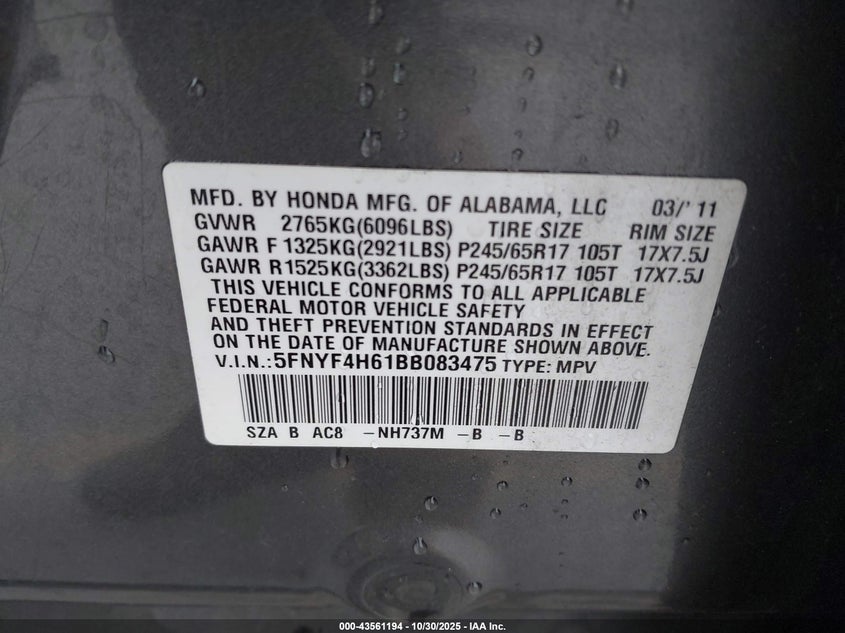 MFD. BY HONDA MFG. OF ALABAMA, LLC 03/' 11
GVWR 2765KG(6096LBS) TIRE SIZE RIM SIZE
GAWR F 1325KG(2921LBS) P245/65R17 105T 17X7.5J
GAWR R1525KG(3362LBS) P245/65R17 105T 17X7.5J
THIS VEHICLE CONFORMS TO ALL APPLICABLE
FEDERAL MOTOR VEHICLE SAFETY
AND THEFT PREVENTION STANDARDS IN EFFECT
ON THE DATE OF MANUFACTURE SHOWN ABOVE.
V.I.N.:5FNYF4H61BB083475 TYPE: MPV
SZA B AC8 -NH737M -B -B
000-43561194 - 10/30/2025 - IAA Inc.